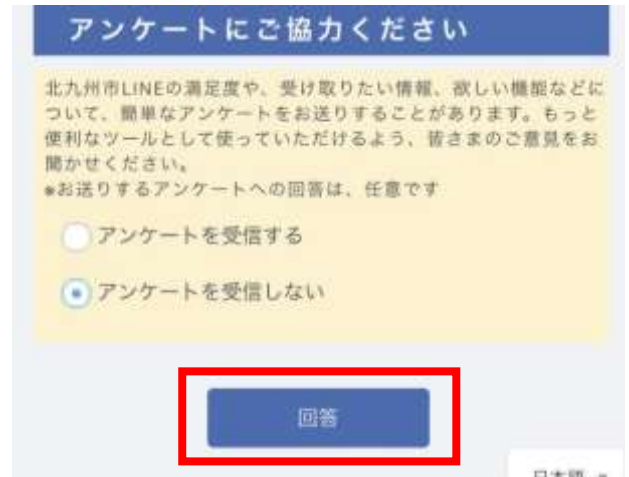 アンケートにご協力ください
北九州市LINEの満足度や、受け取りたい情報、欲しい機能などに
ついて、簡単なアンケートをお送りすることがあります。もっと
便利なツールとして使っていただけるよう、皆さまのご意見をお
聞かせください。
※お送りするアンケートへの回答は、任意です
アンケートを受信する
アンケートを受信しない
回答
日本語